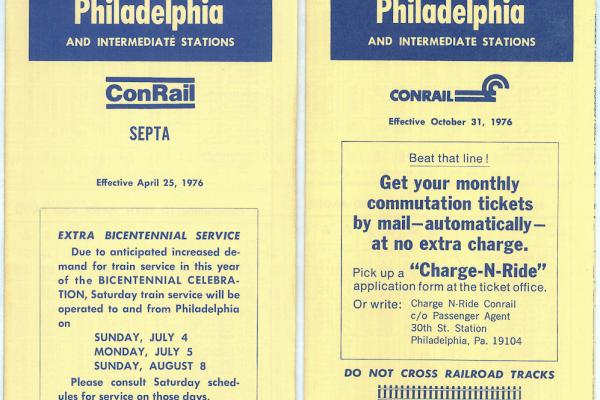 Philadelphia
AND INTERMEDIATE STATIONS
ConRail
SEPTA
Effective April 25, 1976
EXTRA BICENTENNIAL SERVICE
Due to anticipated increased de-
mand for train service in this year
of the BICENTENNIAL CELEBRA-
TION, Saturday train service will be
operated to and from Philadelphia
on
SUNDAY, JULY 4
MONDAY, JULY 5
SUNDAY, AUGUST 8
Please consult Saturday sched-
ules for service on those days.
Philadelphia
AND INTERMEDIATE STATIONS
CONRAIL
Effective October 31, 1976
Beat that line!
Get your monthly
commutation tickets
by mail—automatically—
at no extra charge.
Pick up a "Charge-N-Ride"
application form at the ticket office.
Or write: Charge N-Ride Conrail
c/o Passenger Agent
30th St. Station
Philadelphia, Pa. 19104
DO NOT CROSS RAILROAD TRACKS